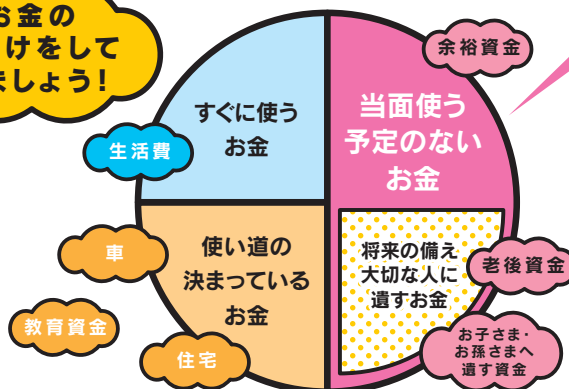 お金の
けをして
ましょう!
すぐに使う
お金
生活費
当面使う
予定のない
お金
余裕資金
使い道の
決まっている
お金
車
教育資金
住宅
将来の備え
大切な人に
遺すお金
老後資金
お子さま・
お孫さまへ
遺す資金